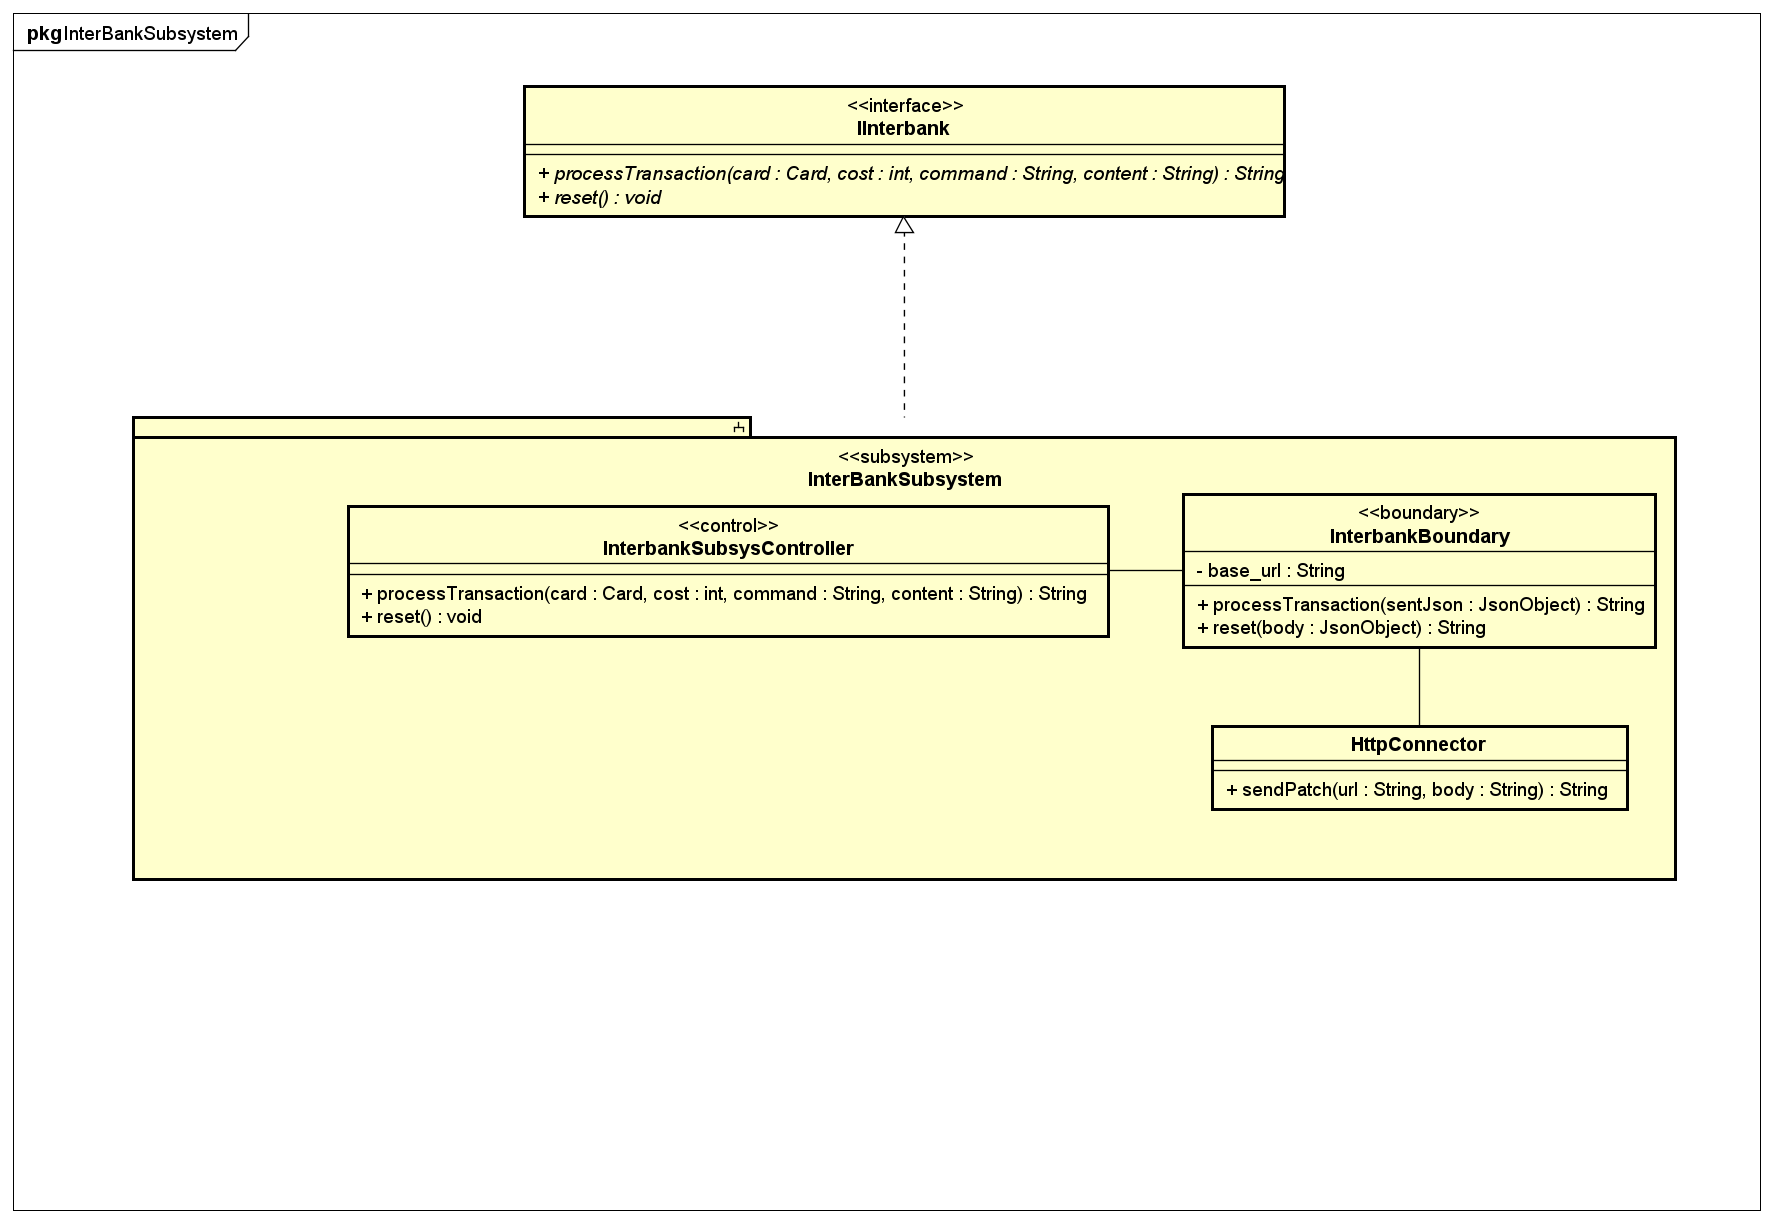 pkgInterBankSubsystem
<<interface>>
IInterbank
+ processTransaction(card : Card, cost : int, command : String, content : String) : String
+ reset() : void
<<subsystem>>
InterBankSubsystem
<<control>>
InterbankSubsysController
+ processTransaction(card : Card, cost : int, command : String, content : String) : String
+ reset() : void
<<boundary>>
InterbankBoundary
- base_url : String
+ processTransaction(sentJson : JsonObject) : String
+ reset(body : JsonObject) : String
HttpConnector
+ sendPatch(url : String, body : String) : String